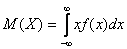 M(X) = ∫_{-∞}^{∞} xf(x)dx